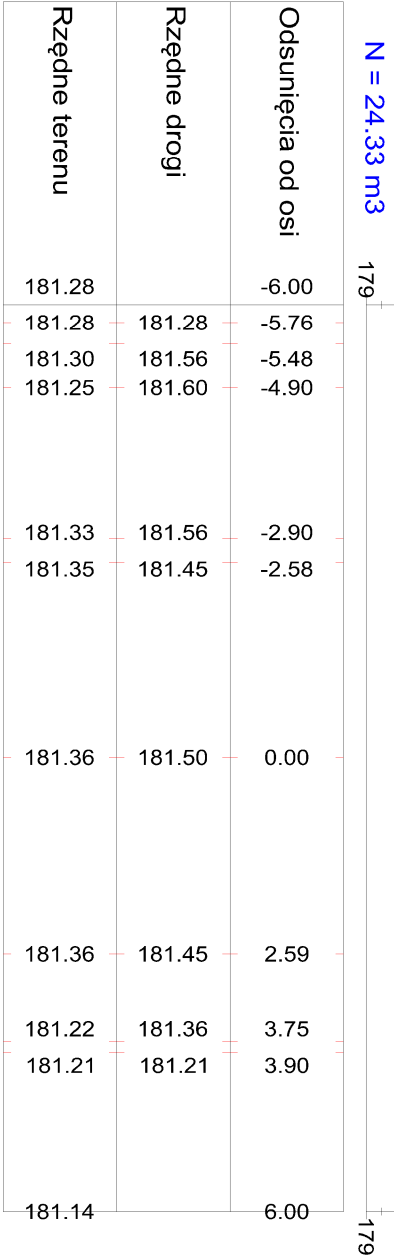 N = 24.33 m3
179
Rzędne terenu Rzędne drogi Odsunięcia od osi
181.28 -6.00
181.28 181.28 -5.76
181.30 181.56 -5.48
181.25 181.60 -4.90
181.33 181.56 -2.90
181.35 181.45 -2.58
181.36 181.50 0.00
181.36 181.45 2.59
181.22 181.36 3.75
181.21 181.21 3.90
181.14 6.00
179